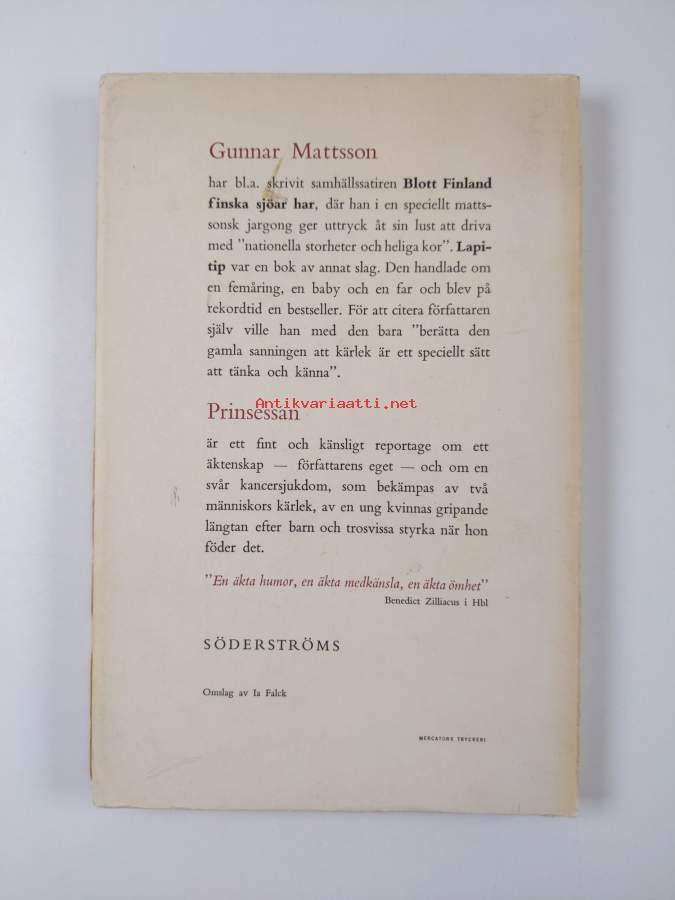 Gunnar Mattsson
har bl.a. skrivit samhällssatiren Blott Finland
finska sjöar har, där han i en speciellt matts-
sonsk jargong ger uttryck åt sin lust att driva
med ”nationella storheter och heliga kor”. Lapi-
tip var en bok av annat slag. Den handlade om
en femåring, en baby och en far och blev på
rekordtid en bestseller. För att citera författaren
själv ville han med den bara ”berätta den
gamla sanningen att kärlek är ett speciellt sätt
att tänka och känna”.
Antikvariaatti.net
Prinsessan
är ett fint och känsligt reportage om ett
äktenskap — författarens eget — och om en
svår kancersjukdom, som bekämpas av två
människors kärlek, av en ung kvinnas gripande
längtan efter barn och trosvissa styrka när hon
föder det.
”En äkta humor, en äkta medkänsla, en äkta ömhet”
Benedict Zilliacus i Hbl
SÖDERSTRÖMS
Omslag av Ia Falck
MERCATORS TRYCKERI